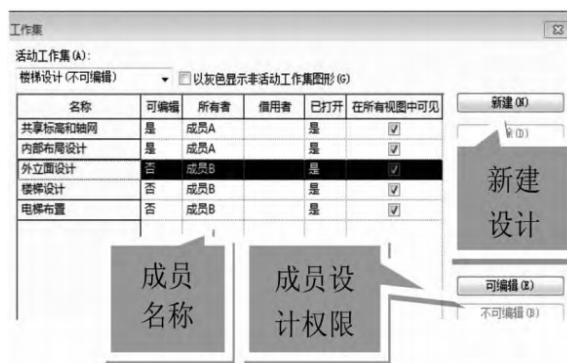 工作集
活动工作集(A):
楼梯设计(不可编辑) 以灰色显示非活动工作集图形(G)
名称 可编辑 所有者 借用者 已打开 在所有视图中可见
共享标高和轴网 是 成员A 是
内部布局设计 是 成员A 是
外立面设计 否 成员B 是
楼梯设计 否 成员B 是
电梯布置 否 成员B 是
新建(N)
(D)
新建
设计
成员
名称
成员设
计权限
可编辑(E)
不可编辑(B)